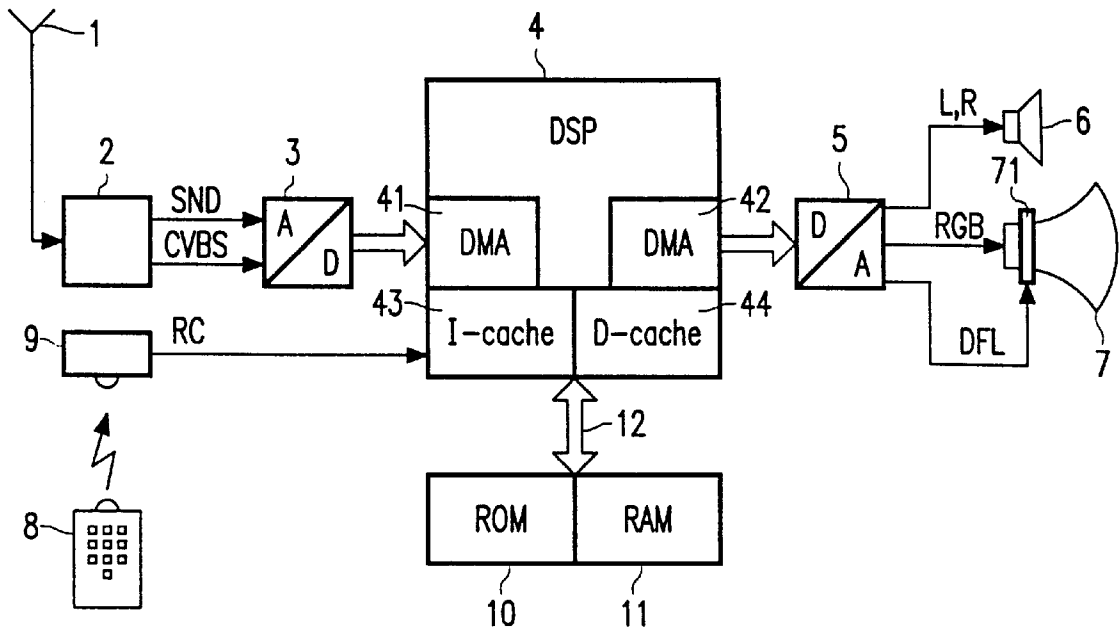 1
4
DSP
L,R
6
2
SND
CVBS
3
A
D
41
DMA
42
DMA
5
D
A
71
RGB
43
I-cache
44
D-cache
9
RC
DFL
7
12
8
ROM
RAM
10
11